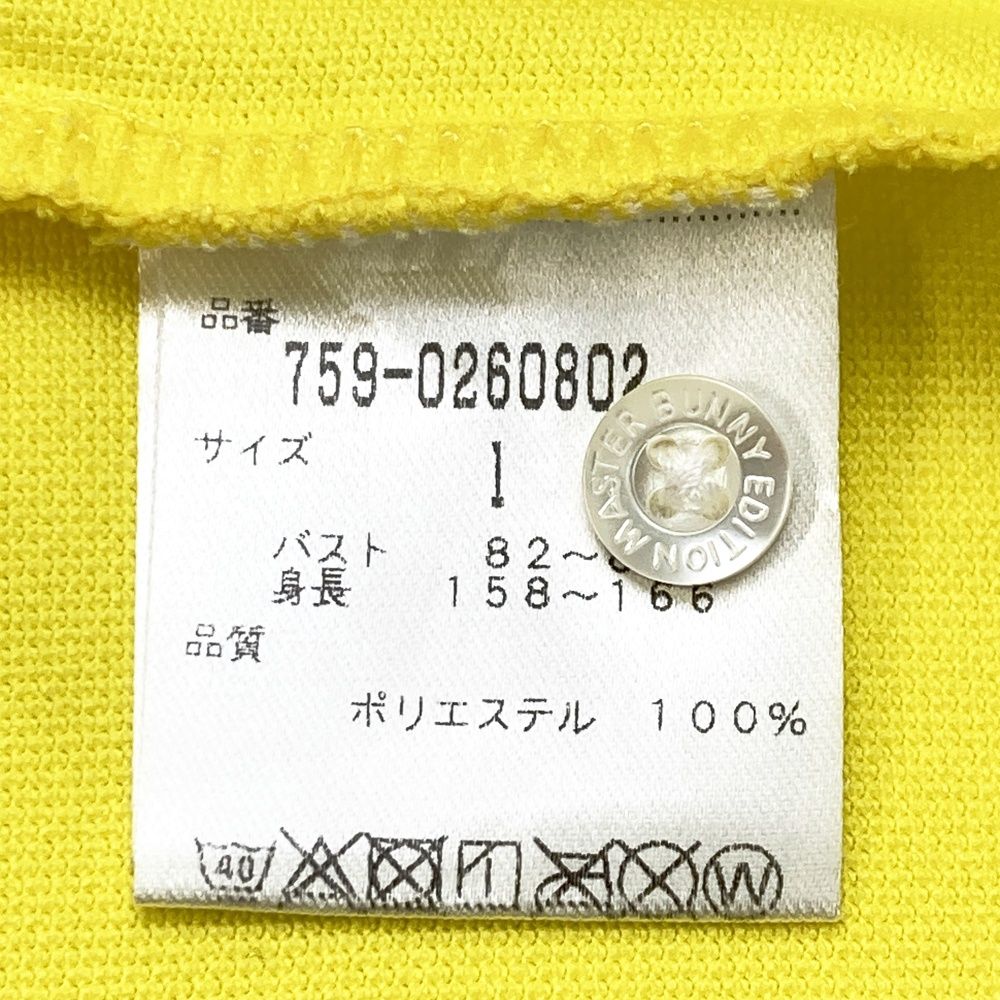 品番
759-0260802
サイズ
1
バスト 82～
身長 158～166
品質
ポリエステル 100%
40
W
MASTER BUNNY EDITION